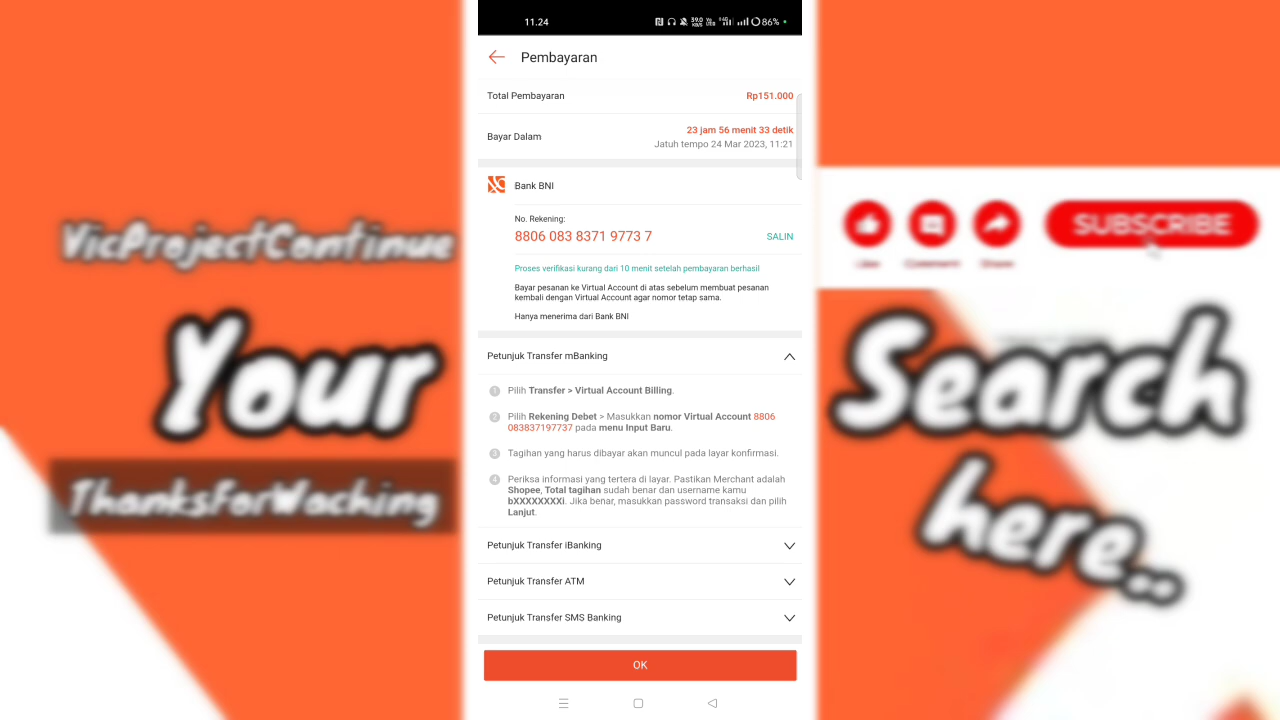 11.24
39.0 KB/S
86%
Pembayaran
Total Pembayaran
Rp151.000
Bayar Dalam
23 jam 56 menit 33 detik
Jatuh tempo 24 Mar 2023, 11:21
Bank BNI
No. Rekening:
8806 083 8371 9773 7
SALIN
Proses verifikasi kurang dari 10 menit setelah pembayaran berhasil
Bayar pesanan ke Virtual Account di atas sebelum membuat pesanan
kembali dengan Virtual Account agar nomor tetap sama.
Hanya menerima dari Bank BNI
Petunjuk Transfer mBanking
1 Pilih Transfer > Virtual Account Billing.
2 Pilih Rekening Debet > Masukkan nomor Virtual Account 8806
083837197737 pada menu Input Baru.
3 Tagihan yang harus dibayar akan muncul pada layar konfirmasi.
4 Periksa informasi yang tertera di layar. Pastikan Merchant adalah
Shopee, Total tagihan sudah benar dan username kamu
bXXXXXXXXi. Jika benar, masukkan password transaksi dan pilih
Lanjut.
Petunjuk Transfer iBanking
Petunjuk Transfer ATM
Petunjuk Transfer SMS Banking
OK
VicProjectContinue
Your
ThanksForWaching
SUBSCRIBE
Like
Comment
Share
Search
here..